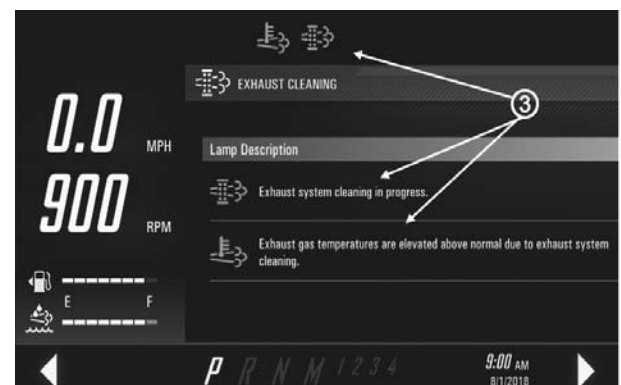 EXHAUST CLEANING
3
0.0 MPH
Lamp Description
Exhaust system cleaning in progress.
900 RPM
Exhaust gas temperatures are elevated above normal due to exhaust system
cleaning.
E F
P R N M 1 2 3 4
9:00 AM
8/1/2018